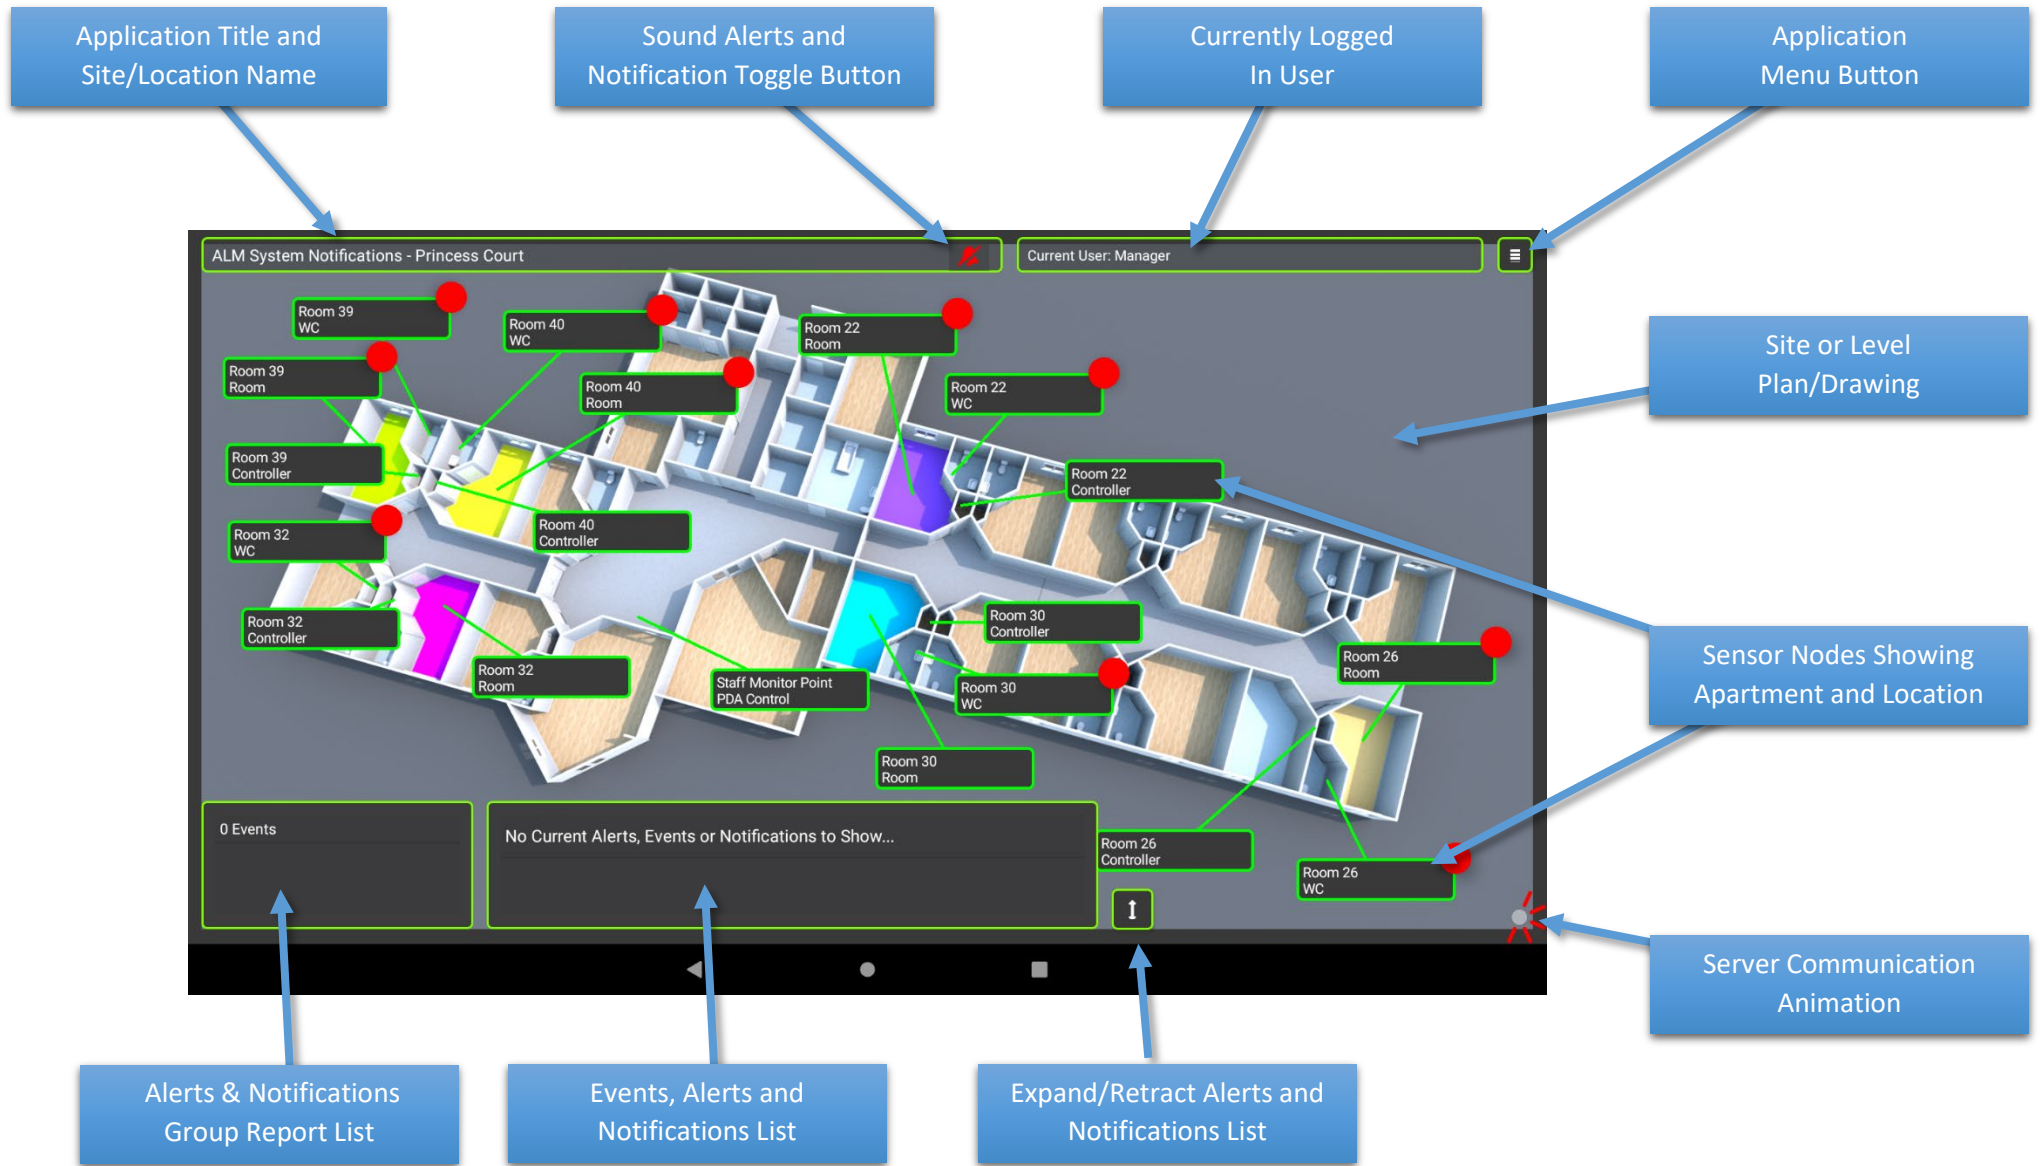 Application Title and
Site/Location Name
Sound Alerts and
Notification Toggle Button
Currently Logged
In User
Application
Menu Button
ALM System Notifications - Princess Court
Current User: Manager
Room 39
WC
Room 40
WC
Room 22
Room
Room 39
Room
Room 40
Room
Room 22
WC
Site or Level
Plan/Drawing
Room 39
Controller
Room 22
Controller
Room 40
Controller
Room 32
WC
Room 32
Controller
Room 30
Controller
Room 32
Room
Staff Monitor Point
PDA Control
Room 30
WC
Room 26
Room
Sensor Nodes Showing
Apartment and Location
Room 30
Room
0 Events
No Current Alerts, Events or Notifications to Show...
Room 26
Controller
Room 26
WC
Server Communication
Animation
Alerts & Notifications
Group Report List
Events, Alerts and
Notifications List
Expand/Retract Alerts and
Notifications List